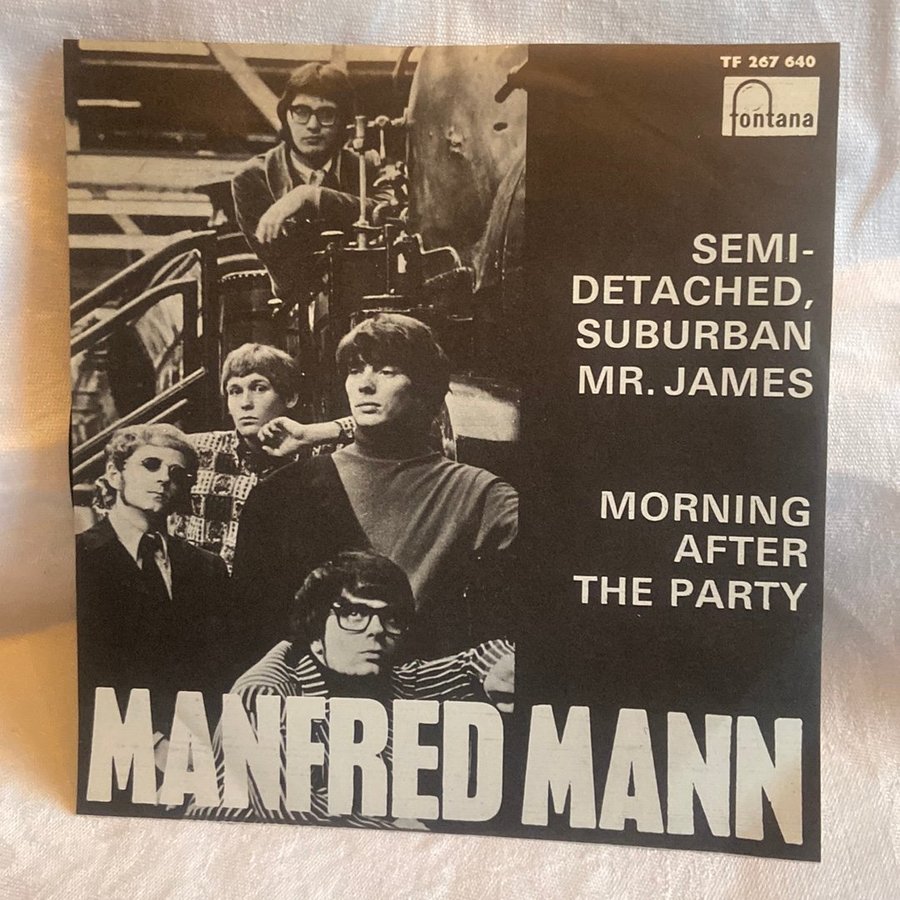 TF 267 640
fontana
SEMI-
DETACHED,
SUBURBAN
MR. JAMES
MORNING
AFTER
THE PARTY
MANFRED MANN